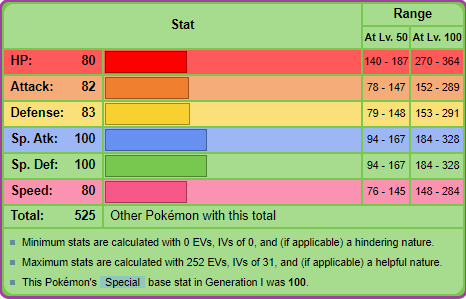 Stat Range
At Lv. 50 At Lv. 100
HP: 80 140 - 187 270 - 364
Attack: 82 78 - 147 152 - 289
Defense: 83 79 - 148 153 - 291
Sp. Atk: 100 94 - 167 184 - 328
Sp. Def: 100 94 - 167 184 - 328
Speed: 80 76 - 145 148 - 284
Total: 525 Other Pokémon with this total
Minimum stats are calculated with 0 EVs, IVs of 0, and (if applicable) a hindering nature.
Maximum stats are calculated with 252 EVs, IVs of 31, and (if applicable) a helpful nature.
This Pokémon's Special base stat in Generation I was 100.